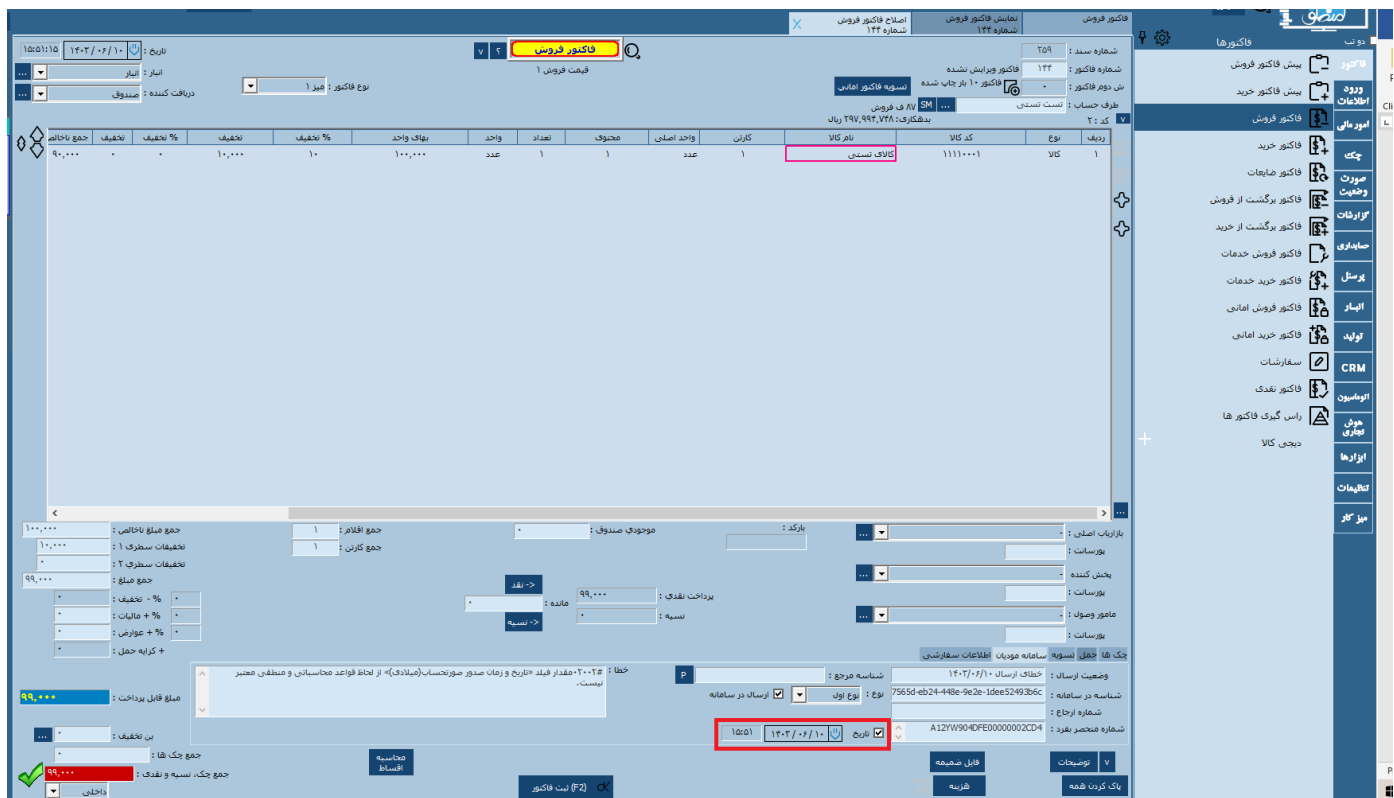 منطق
دو تب
فاکتور
ورود اطلاعات
امور مالی
چک
صورت وضعیت
گزارشات
حسابداری
پرسنل
انبار
تولید
CRM
اتوماسیون
هوش تجاری
ابزارها
تنظیمات
میز کار
فاکتورها
پیش فاکتور فروش
پیش فاکتور خرید
فاکتور فروش
فاکتور خرید
فاکتور ضایعات
فاکتور برگشت از فروش
فاکتور برگشت از خرید
فاکتور فروش خدمات
فاکتور خرید خدمات
فاکتور فروش امانی
فاکتور خرید امانی
سفارشات
فاکتور نقدی
راس گیری فاکتور ها
دیجی کالا
فاکتور فروش
نمایش فاکتور فروش شماره ۱۴۴
اصلاح فاکتور فروش شماره ۱۴۴ X
شماره سند : ۲۵۹
فاکتور فروش ؟ v
تاریخ : ۱۴۰۳/۰۶/۱۰ ۱۵:۵۱:۱۵
شماره فاکتور : ۱۴۴ فاکتور ویرایش نشده
قیمت فروش ۱
انبار : انبار ...
ش دوم فاکتور : ۰ فاکتور ۱۰ بار چاپ شده تسویه فاکتور امانی
نوع فاکتور : میز ۱
دریافت کننده : صندوق ...
طرف حساب : تست تستی ... SM ۸۷ ف فروش
v کد : ۲ بدهکاری: ۲۹۷,۹۹۴,۷۴۸ ریال
ردیف نوع کد کالا نام کالا کارتن واحد اصلی محتوی تعداد واحد بهای واحد % تخفیف تخفیف % تخفیف تخفیف جمع ناخالص
۱ کالا ۱۱۱۱۰۰۰۱ کالای تستی ۱ عدد ۱ ۱ عدد ۱۰۰,۰۰۰ ۱۰ ۱۰,۰۰۰ ۰ ۰ ۹۰,۰۰۰
بازاریاب اصلی : - ...
پورسانت :
پخش کننده - ...
پورسانت :
مامور وصول : - ...
پورسانت :
بارکد :
موجودی صندوق : ۰
جمع اقلام : ۱
جمع کارتن : ۱
جمع مبلغ ناخالص : ۱۰۰,۰۰۰
تخفیفات سطری ۱ : ۱۰,۰۰۰
تخفیفات سطری ۲ : ۰
جمع مبلغ : ۹۹,۰۰۰
% - تخفیف : ۰ ۰ ۰
% + مالیات : ۰ ۰ ۰
% + عوارض : ۰ ۰ ۰
+ کرایه حمل : ۰
پرداخت نقدی : ۹۹,۰۰۰ <- نقد
مانده : ۰
نسیه : ۰ <- نسیه
چک ها حمل تسویه سامانه مودیان اطلاعات سفارشی
وضعیت ارسال : خطای ارسال ۱۴۰۳/۰۶/۱۰
شناسه مرجع : P
خطا : #۰۲۰۰۲۰مقدار فیلد «تاریخ و زمان صدور صورتحساب(میلادی)» از لحاظ قواعد محاسباتی و منطقی معتبر
نیست.
شناسه در سامانه : 7565d-eb24-448e-9e2e-1dee52493b6c
نوع : نوع اول ارسال در سامانه
شماره ارجاع :
شماره منحصر بفرد : A12YW904DFE00000002CD4
تاریخ ۱۴۰۳/۰۶/۱۰ ۱۵:۵۱
مبلغ قابل پرداخت : ۹۹,۰۰۰
بن تخفیف : ۰ ...
جمع چک ها : ۰
جمع چک، نسیه و نقدی : ۹۹,۰۰۰
داخلی
v توضیحات
فایل ضمیمه
محاسبه اقساط
پاک کردن همه
هزینه
OK (F2) ثبت فاکتور